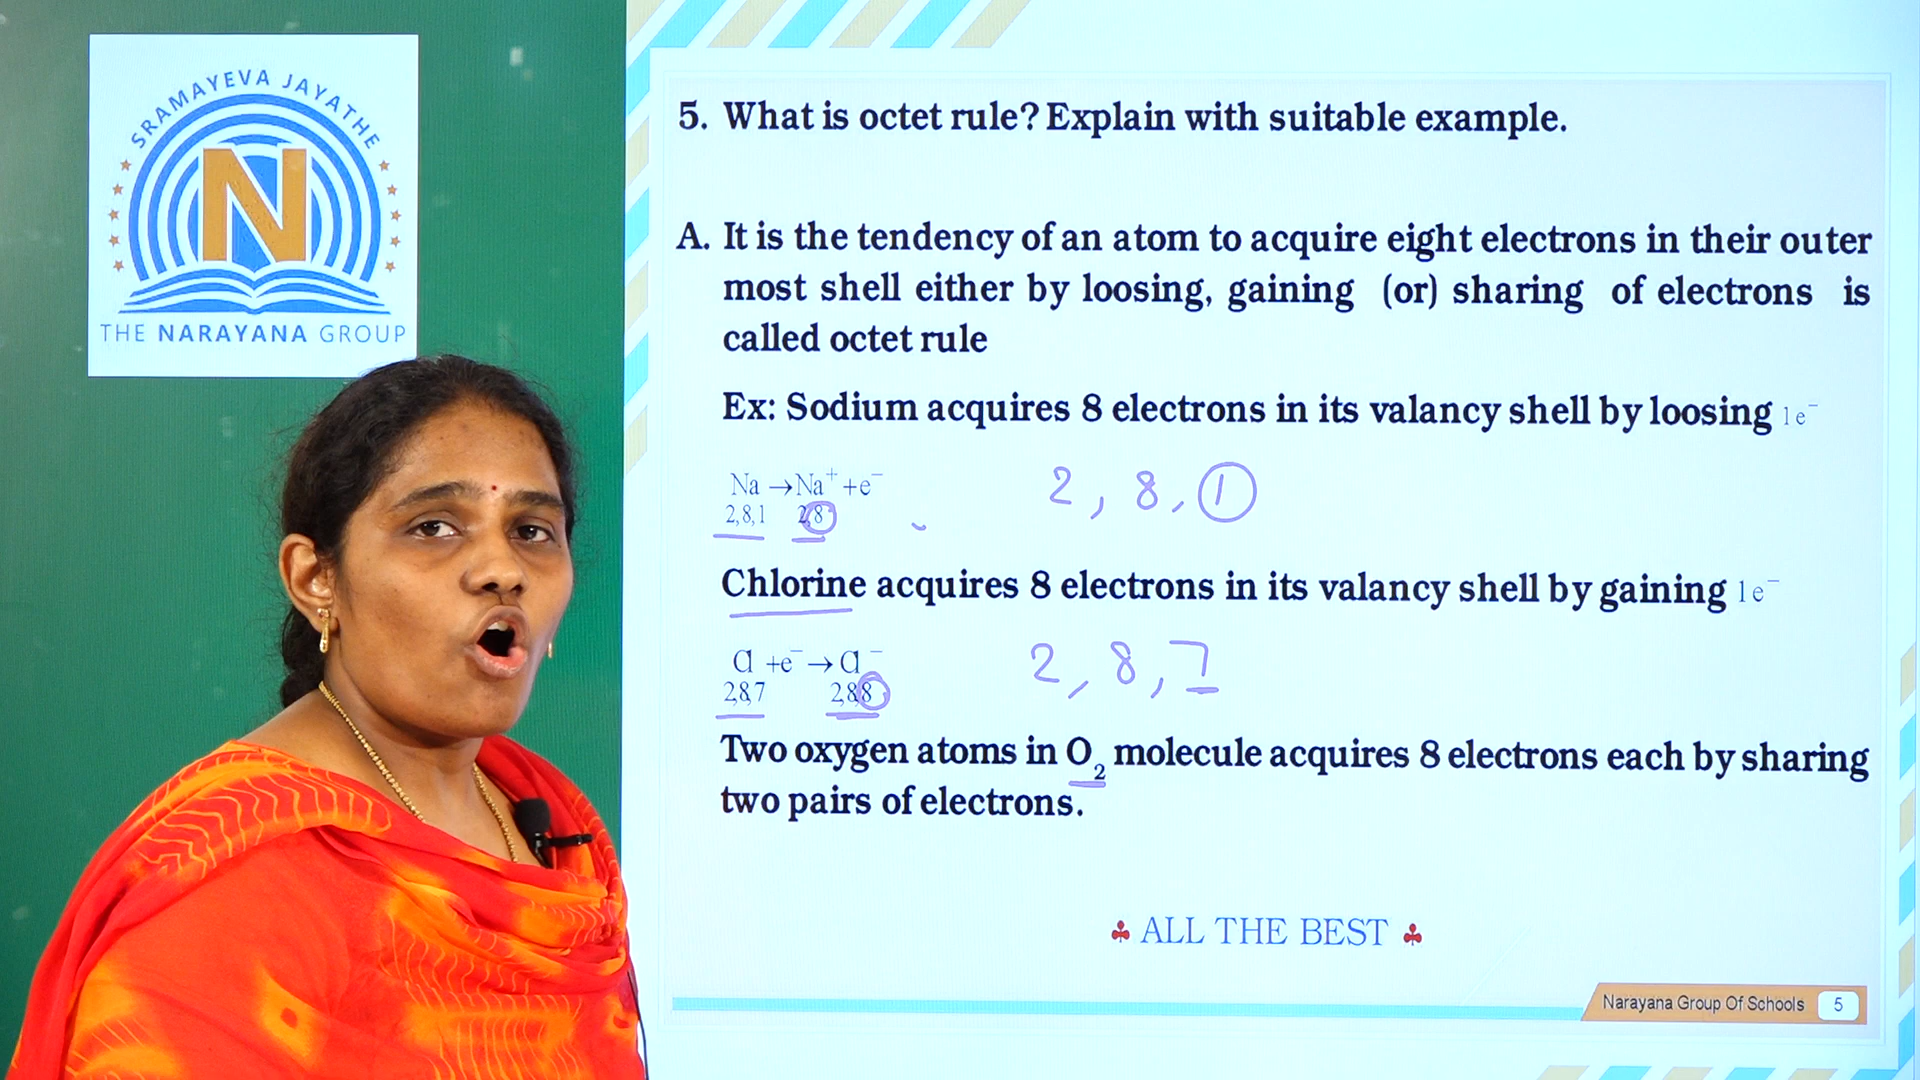 SRAMAYEVA JAYATHE
N
THE NARAYANA GROUP
5. What is octet rule? Explain with suitable example.
A. It is the tendency of an atom to acquire eight electrons in their outer
most shell either by loosing, gaining (or) sharing of electrons is
called octet rule
Ex: Sodium acquires 8 electrons in its valancy shell by loosing 1e⁻
Na → Na⁺ + e⁻ 2 , 8 , 1
2,8,1 2,8
Chlorine acquires 8 electrons in its valancy shell by gaining 1e⁻
Cl + e⁻ → Cl⁻ 2 , 8 , 7
2,8,7 2,8,8
Two oxygen atoms in O₂ molecule acquires 8 electrons each by sharing
two pairs of electrons.
♣ ALL THE BEST ♣
Narayana Group Of Schools 5